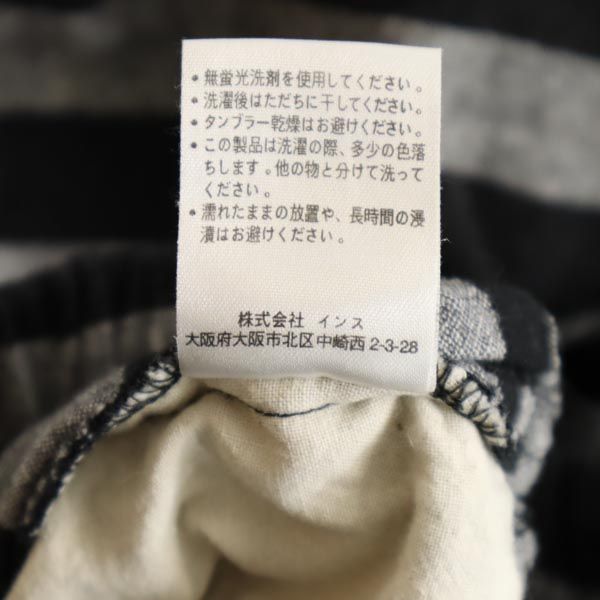 ・無蛍光洗剤を使用してください。
・洗濯後はただちに干してください。
・タンブラー乾燥はお避けください。
・この製品は洗濯の際、多少の色落
ちします。他の物と分けて洗って
ください。
・濡れたままの放置や、長時間の浸
漬はお避けください。
株式会社 インス
大阪府大阪市北区中崎西2-3-28